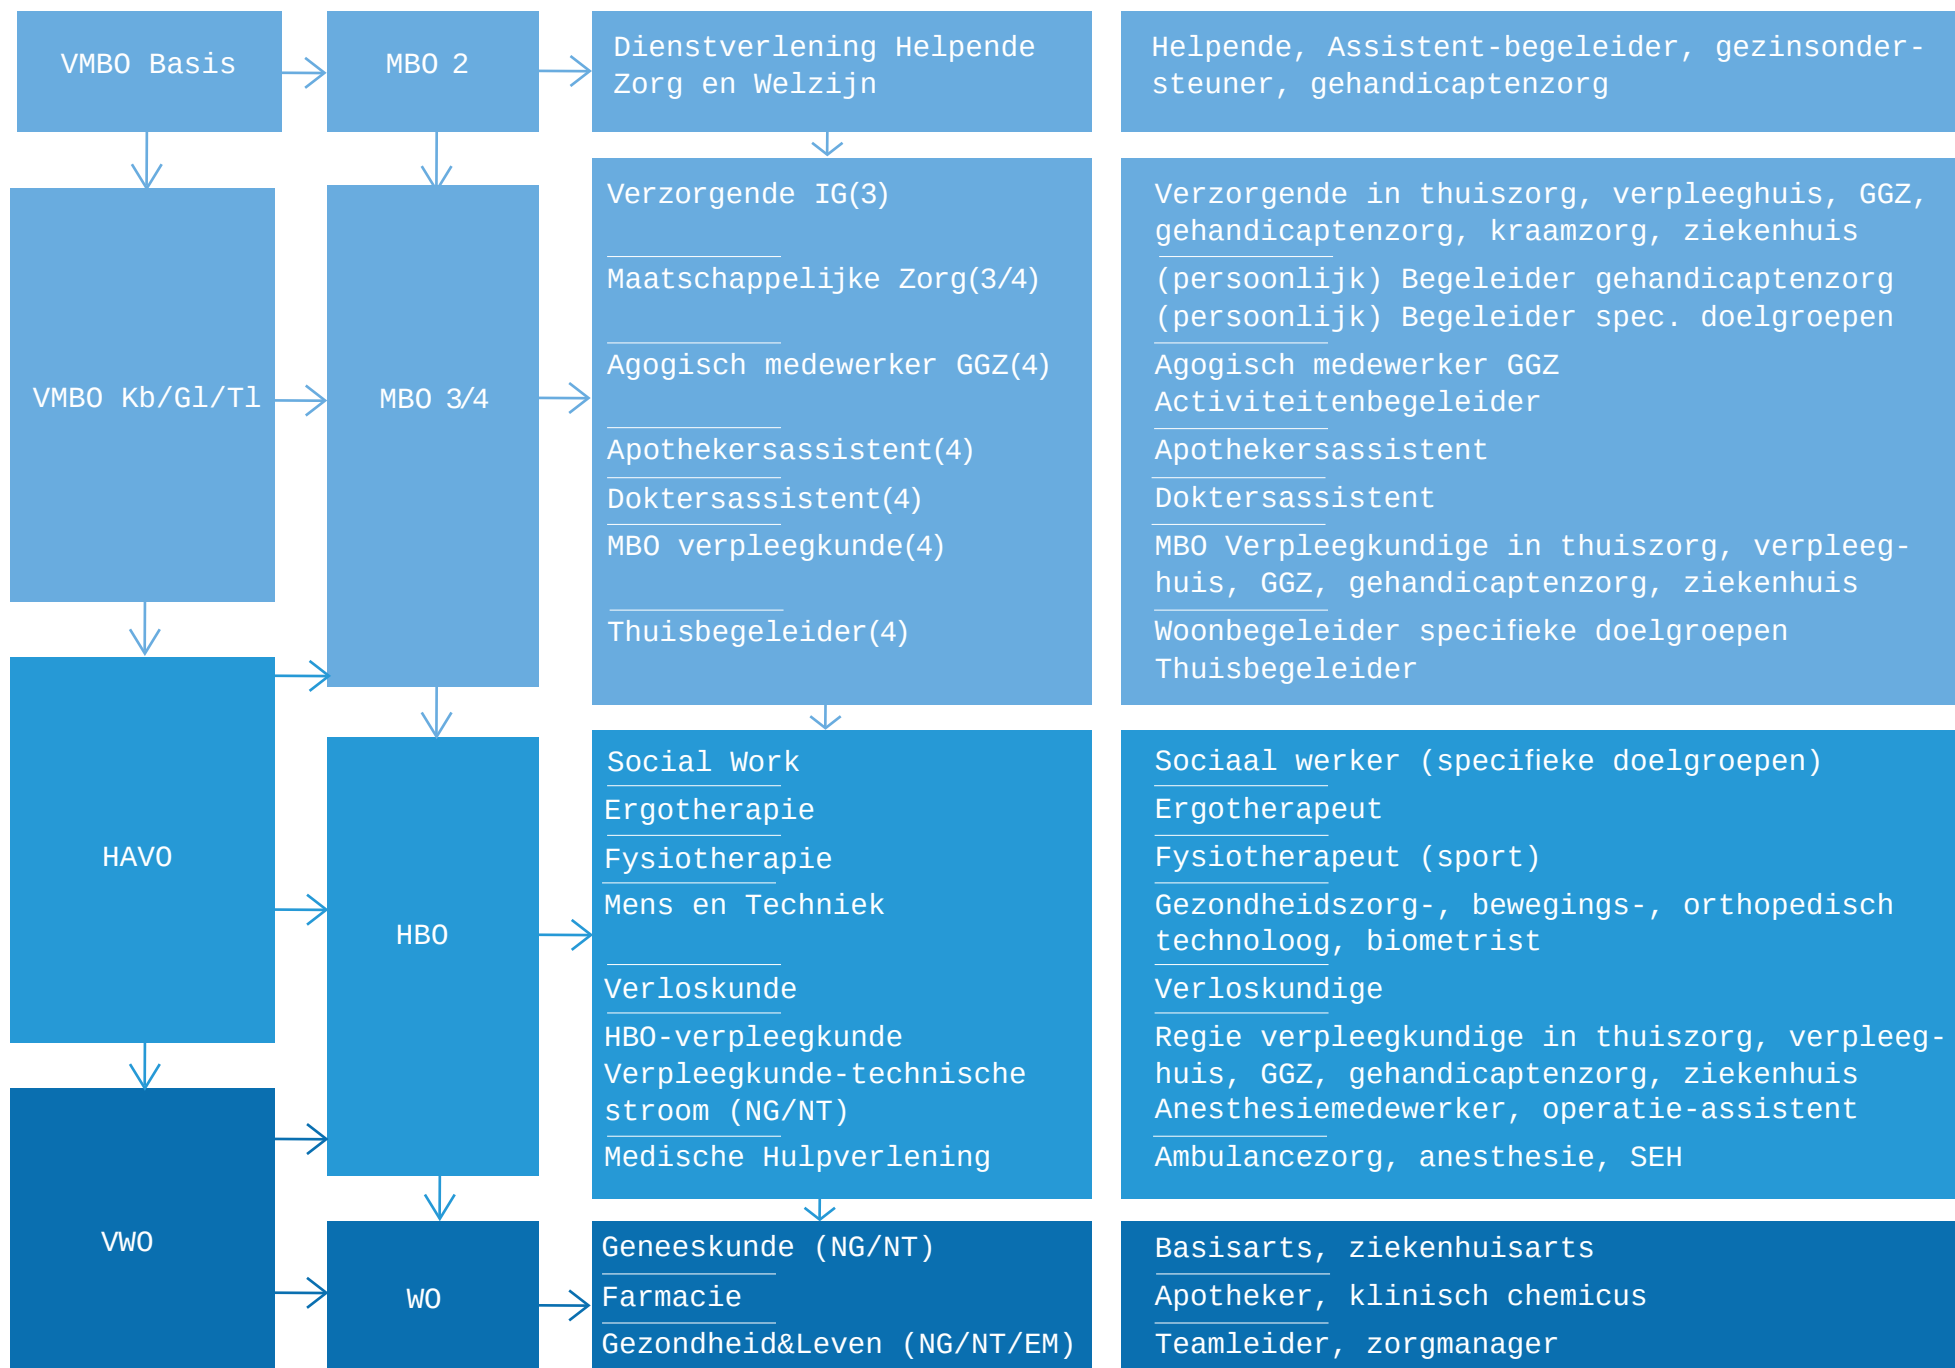 VMBO Basis
MBO 2
Dienstverlening Helpende
Zorg en Welzijn
Helpende, Assistent-begeleider, gezinsonder-
steuner, gehandicaptenzorg
VMBO Kb/Gl/Tl
MBO 3/4
Verzorgende IG(3)
Verzorgende in thuiszorg, verpleeghuis, GGZ,
gehandicaptenzorg, kraamzorg, ziekenhuis
Maatschappelijke Zorg(3/4)
(persoonlijk) Begeleider gehandicaptenzorg
(persoonlijk) Begeleider spec. doelgroepen
Agogisch medewerker GGZ(4)
Agogisch medewerker GGZ
Activiteitenbegeleider
Apothekersassistent(4)
Apothekersassistent
Doktersassistent(4)
Doktersassistent
MBO verpleegkunde(4)
MBO Verpleegkundige in thuiszorg, verpleeg-
huis, GGZ, gehandicaptenzorg, ziekenhuis
Thuisbegeleider(4)
Woonbegeleider specifieke doelgroepen
Thuisbegeleider
HAVO
HBO
Social Work
Sociaal werker (specifieke doelgroepen)
Ergotherapie
Ergotherapeut
Fysiotherapie
Fysiotherapeut (sport)
Mens en Techniek
Gezondheidszorg-, bewegings-, orthopedisch
technoloog, biometrist
Verloskunde
Verloskundige
HBO-verpleegkunde
Verpleegkunde-technische
stroom (NG/NT)
Regie verpleegkundige in thuiszorg, verpleeg-
huis, GGZ, gehandicaptenzorg, ziekenhuis
Anesthesiemedewerker, operatie-assistent
Medische Hulpverlening
Ambulancezorg, anesthesie, SEH
VWO
WO
Geneeskunde (NG/NT)
Basisarts, ziekenhuisarts
Farmacie
Apotheker, klinisch chemicus
Gezondheid&Leven (NG/NT/EM)
Teamleider, zorgmanager